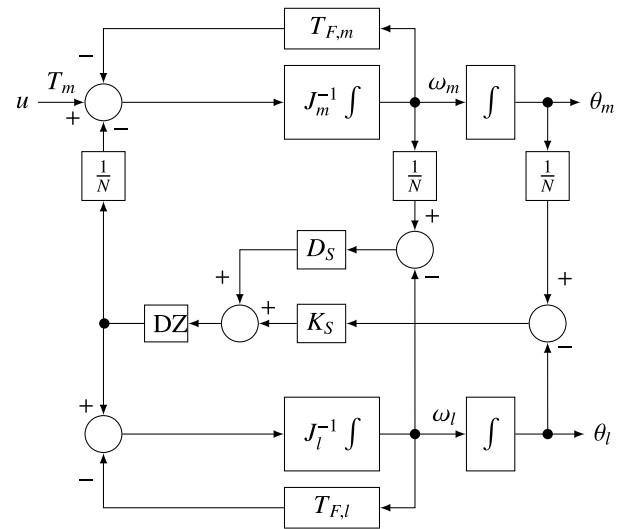 T_{F,m}
−
u T_m ω_m θ_m
+ −
J_m^{-1} ∫ ∫
1/N 1/N 1/N
+
D_S −
+ + +
DZ K_S −
+ ω_l θ_l
J_l^{-1} ∫ ∫
−
T_{F,l}